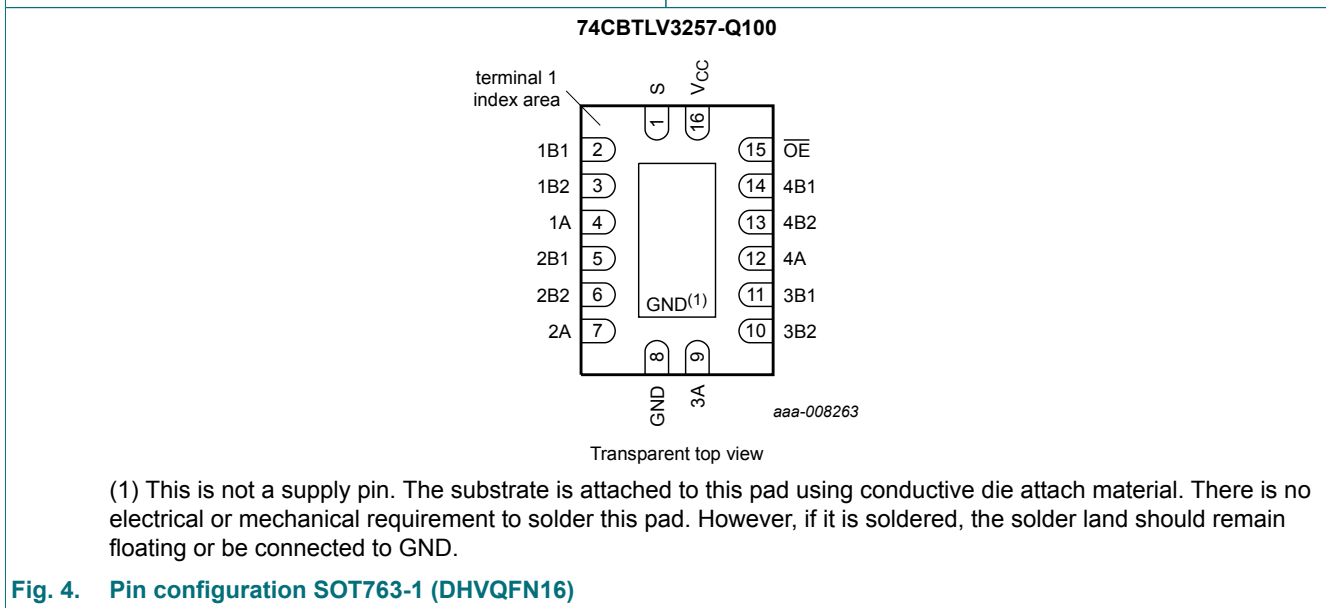 74CBTLV3257-Q100
terminal 1
index area
S
VCC
1
16
1B1 2
15 OE
1B2 3
14 4B1
1A 4
13 4B2
2B1 5
12 4A
2B2 6
GND(1)
11 3B1
2A 7
10 3B2
8
9
GND
3A
aaa-008263
Transparent top view
(1) This is not a supply pin. The substrate is attached to this pad using conductive die attach material. There is no
electrical or mechanical requirement to solder this pad. However, if it is soldered, the solder land should remain
floating or be connected to GND.
Fig. 4. Pin configuration SOT763-1 (DHVQFN16)